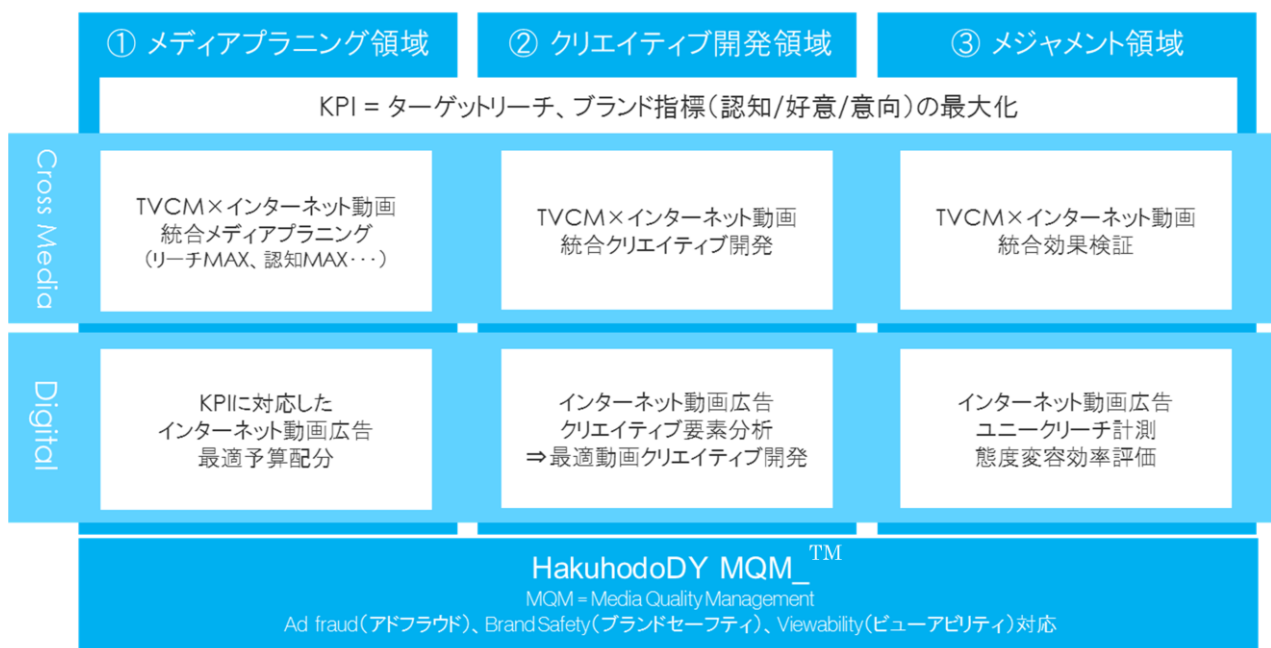 ① メディアプラニング領域
② クリエイティブ開発領域
③ メジャメント領域
KPI = ターゲットリーチ、ブランド指標(認知/好意/意向)の最大化
Cross Media
TVCM×インターネット動画
統合メディアプラニング
(リーチMAX、認知MAX・・・)
TVCM×インターネット動画
統合クリエイティブ開発
TVCM×インターネット動画
統合効果検証
Digital
KPIに対応した
インターネット動画広告
最適予算配分
インターネット動画広告
クリエイティブ要素分析
⇒最適動画クリエイティブ開発
インターネット動画広告
ユニークリーチ計測
態度変容効率評価
HakuhodoDY MQM_™
MQM = Media Quality Management
Ad fraud(アドフラウド)、Brand Safety(ブランドセーフティ)、Viewability(ビューアビリティ)対応